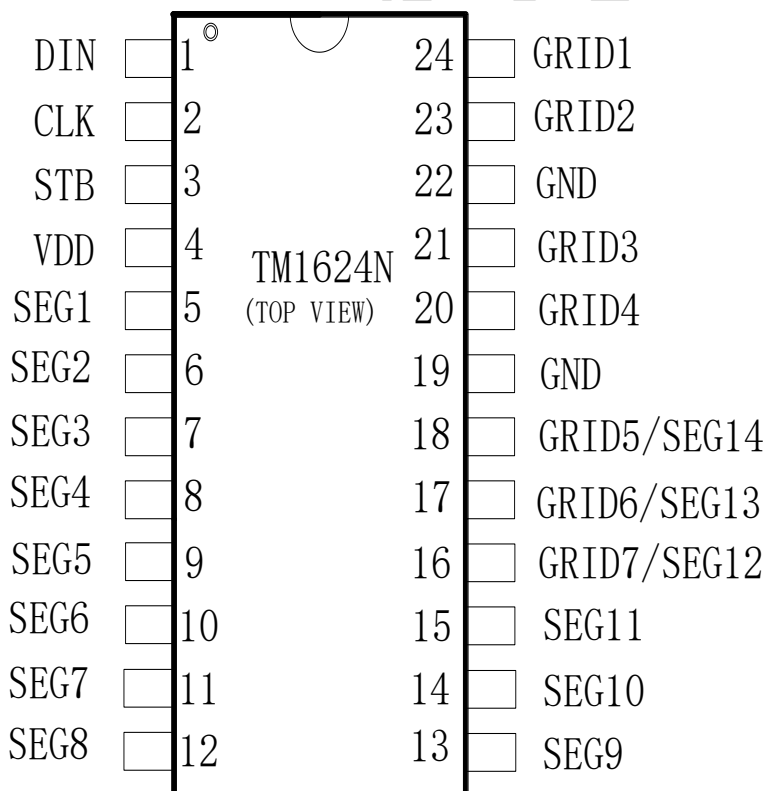 DIN 1 24 GRID1
CLK 2 23 GRID2
STB 3 22 GND
VDD 4 21 GRID3
TM1624N
SEG1 5 (TOP VIEW) 20 GRID4
SEG2 6 19 GND
SEG3 7 18 GRID5/SEG14
SEG4 8 17 GRID6/SEG13
SEG5 9 16 GRID7/SEG12
SEG6 10 15 SEG11
SEG7 11 14 SEG10
SEG8 12 13 SEG9